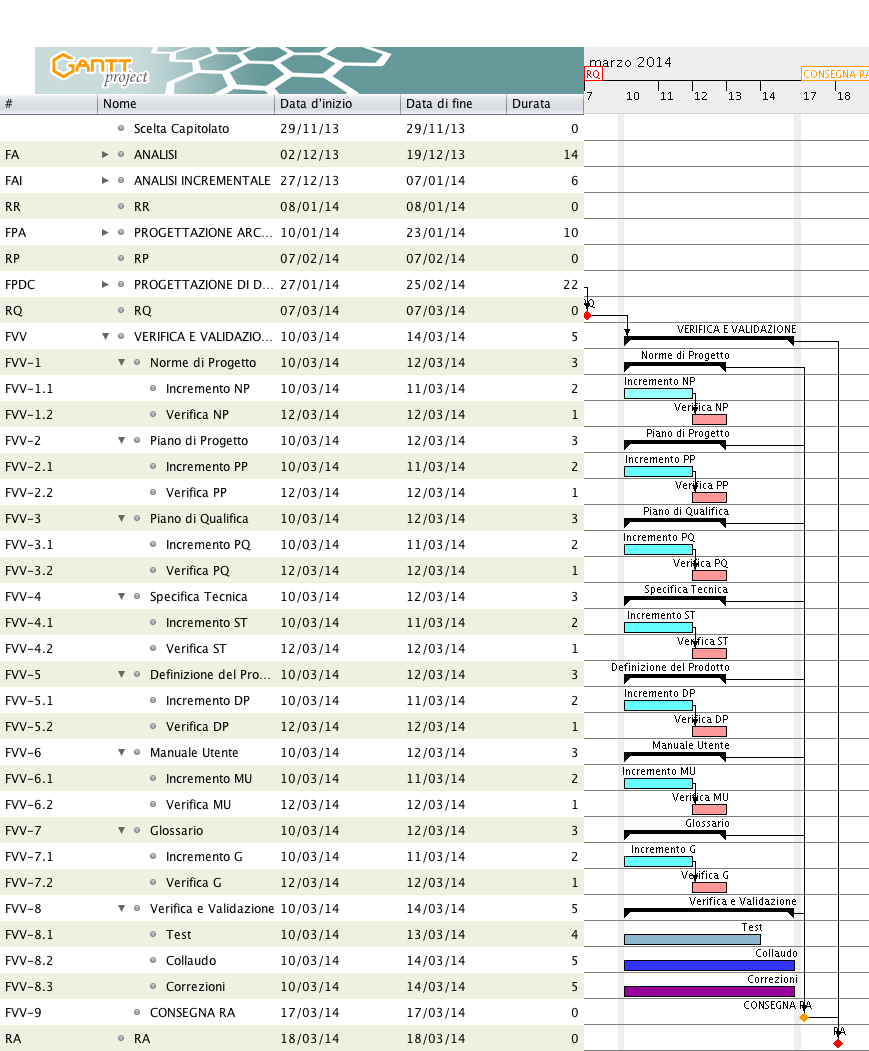 GANTT project
marzo 2014
RQ CONSEGNA RA
7 10 11 12 13 14 17 18
# Nome Data d'inizio Data di fine Durata
Scelta Capitolato 29/11/13 29/11/13 0
FA ANALISI 02/12/13 19/12/13 14
FAI ANALISI INCREMENTALE 27/12/13 07/01/14 6
RR RR 08/01/14 08/01/14 0
FPA PROGETTAZIONE ARC... 10/01/14 23/01/14 10
RP RP 07/02/14 07/02/14 0
FPDC PROGETTAZIONE DI D... 27/01/14 25/02/14 22
RQ RQ 07/03/14 07/03/14 0 RQ
FVV VERIFICA E VALIDAZIO... 10/03/14 14/03/14 5 VERIFICA E VALIDAZIONE
FVV-1 Norme di Progetto 10/03/14 12/03/14 3 Norme di Progetto
FVV-1.1 Incremento NP 10/03/14 11/03/14 2 Incremento NP
FVV-1.2 Verifica NP 12/03/14 12/03/14 1 Verifica NP
FVV-2 Piano di Progetto 10/03/14 12/03/14 3 Piano di Progetto
FVV-2.1 Incremento PP 10/03/14 11/03/14 2 Incremento PP
FVV-2.2 Verifica PP 12/03/14 12/03/14 1 Verifica PP
FVV-3 Piano di Qualifica 10/03/14 12/03/14 3 Piano di Qualifica
FVV-3.1 Incremento PQ 10/03/14 11/03/14 2 Incremento PQ
FVV-3.2 Verifica PQ 12/03/14 12/03/14 1 Verifica PQ
FVV-4 Specifica Tecnica 10/03/14 12/03/14 3 Specifica Tecnica
FVV-4.1 Incremento ST 10/03/14 11/03/14 2 Incremento ST
FVV-4.2 Verifica ST 12/03/14 12/03/14 1 Verifica ST
FVV-5 Definizione del Pro... 10/03/14 12/03/14 3 Definizione del Prodotto
FVV-5.1 Incremento DP 10/03/14 11/03/14 2 Incremento DP
FVV-5.2 Verifica DP 12/03/14 12/03/14 1 Verifica DP
FVV-6 Manuale Utente 10/03/14 12/03/14 3 Manuale Utente
FVV-6.1 Incremento MU 10/03/14 11/03/14 2 Incremento MU
FVV-6.2 Verifica MU 12/03/14 12/03/14 1 Verifica MU
FVV-7 Glossario 10/03/14 12/03/14 3 Glossario
FVV-7.1 Incremento G 10/03/14 11/03/14 2 Incremento G
FVV-7.2 Verifica G 12/03/14 12/03/14 1 Verifica G
FVV-8 Verifica e Validazione 10/03/14 14/03/14 5 Verifica e Validazione
FVV-8.1 Test 10/03/14 13/03/14 4 Test
FVV-8.2 Collaudo 10/03/14 14/03/14 5 Collaudo
FVV-8.3 Correzioni 10/03/14 14/03/14 5 Correzioni
FVV-9 CONSEGNA RA 17/03/14 17/03/14 0 CONSEGNA RA
RA RA 18/03/14 18/03/14 0 RA